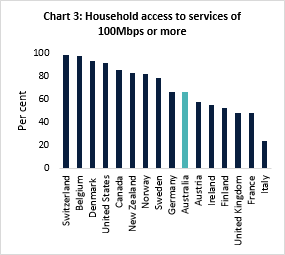 Chart 3: Household access to services of
100Mbps or more
Per cent
100
80
60
40
20
0
Switzerland
Belgium
Denmark
United States
Canada
New Zealand
Norway
Sweden
Germany
Australia
Austria
Ireland
Finland
United Kingdom
France
Italy